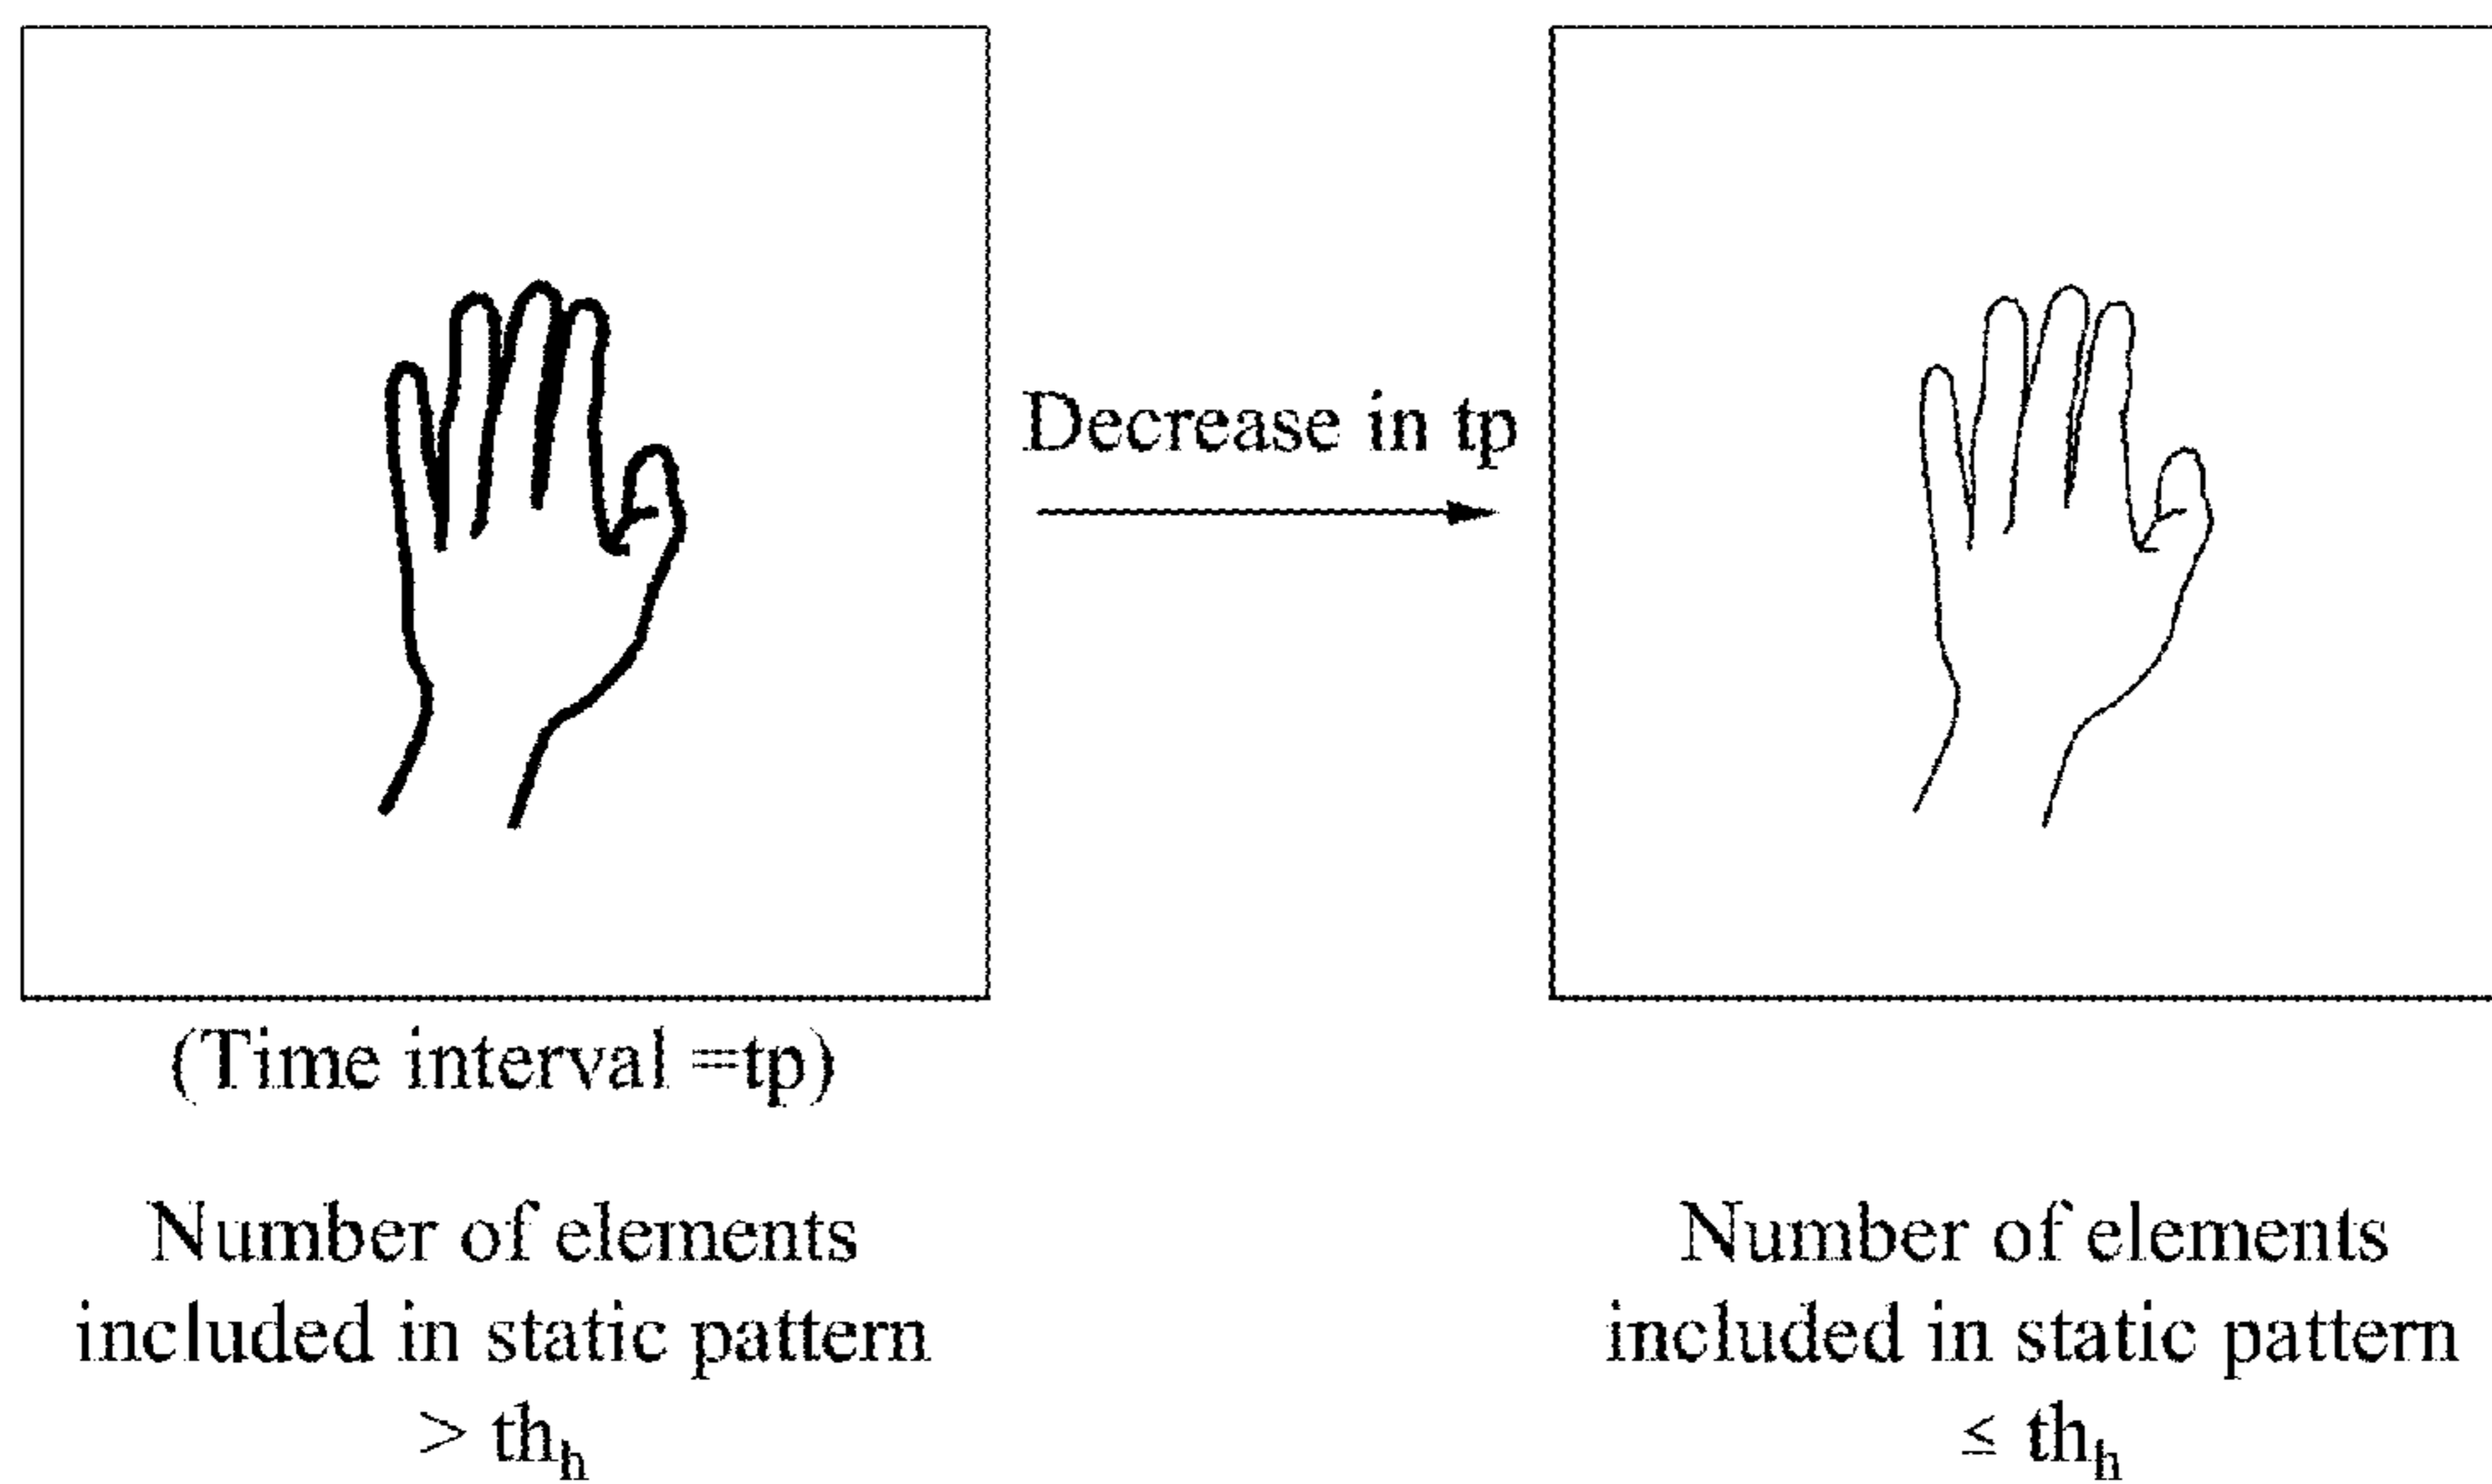 Decrease in tp
(Time interval =tp)
Number of elements
included in static pattern
> thₕ
Number of elements
included in static pattern
≤ thₕ